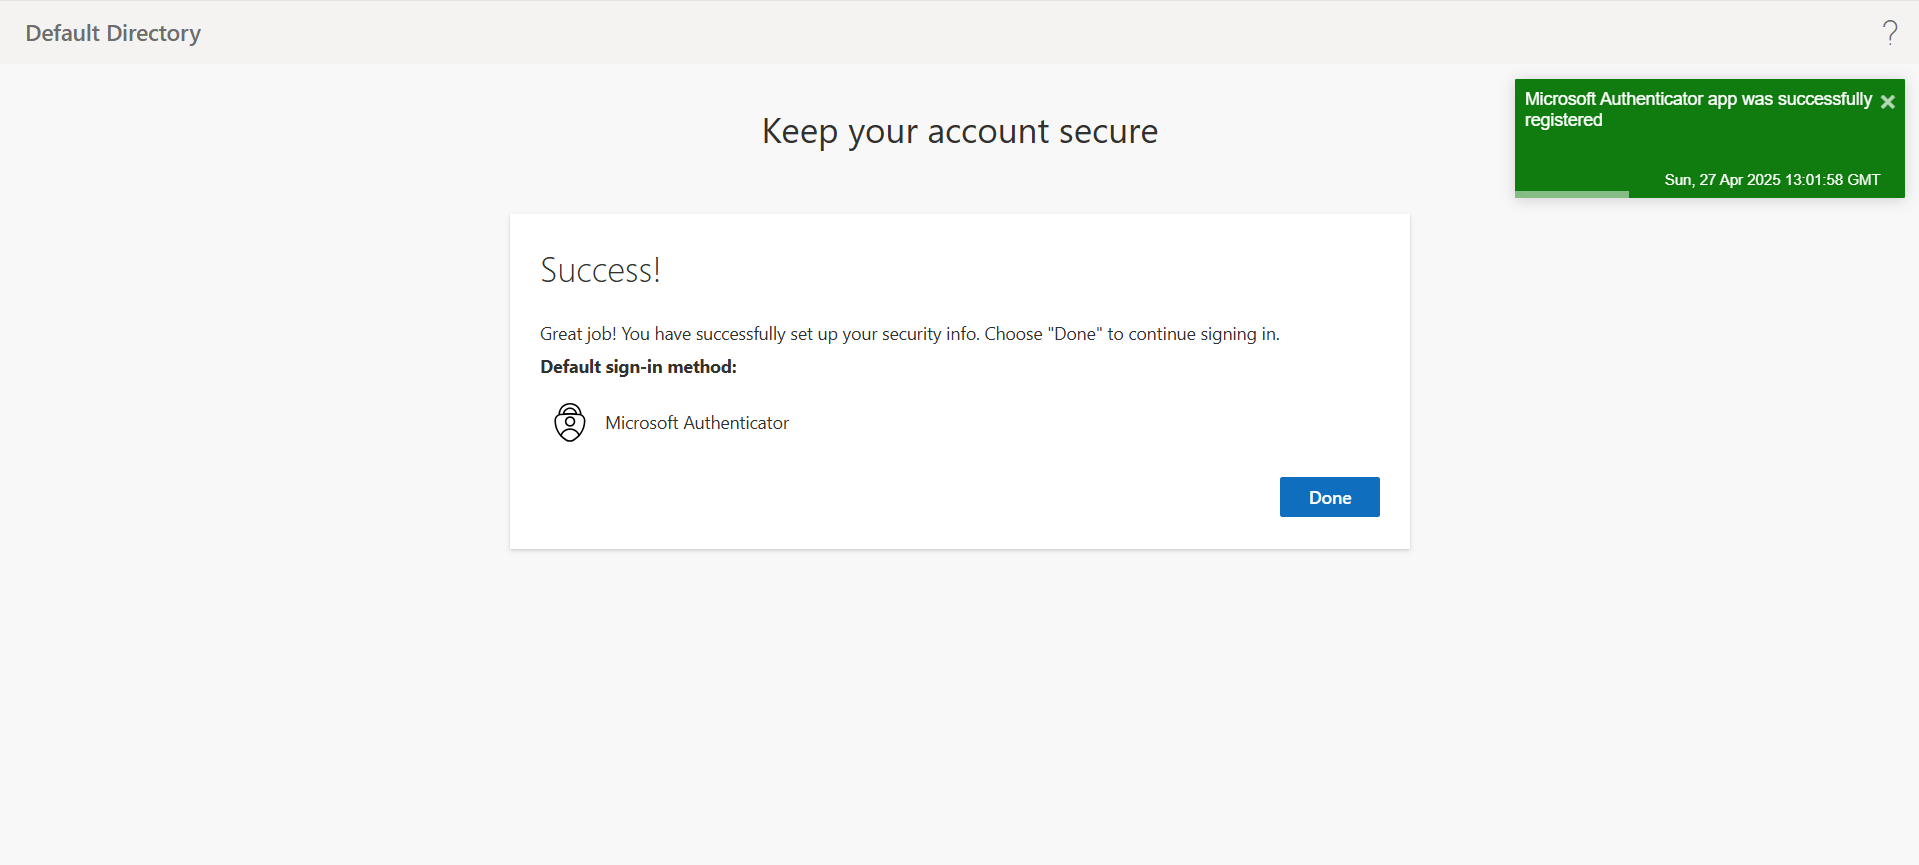 Default Directory
?
Microsoft Authenticator app was successfully
registered
Sun, 27 Apr 2025 13:01:58 GMT
Keep your account secure
Success!
Great job! You have successfully set up your security info. Choose "Done" to continue signing in.
Default sign-in method:
Microsoft Authenticator
Done